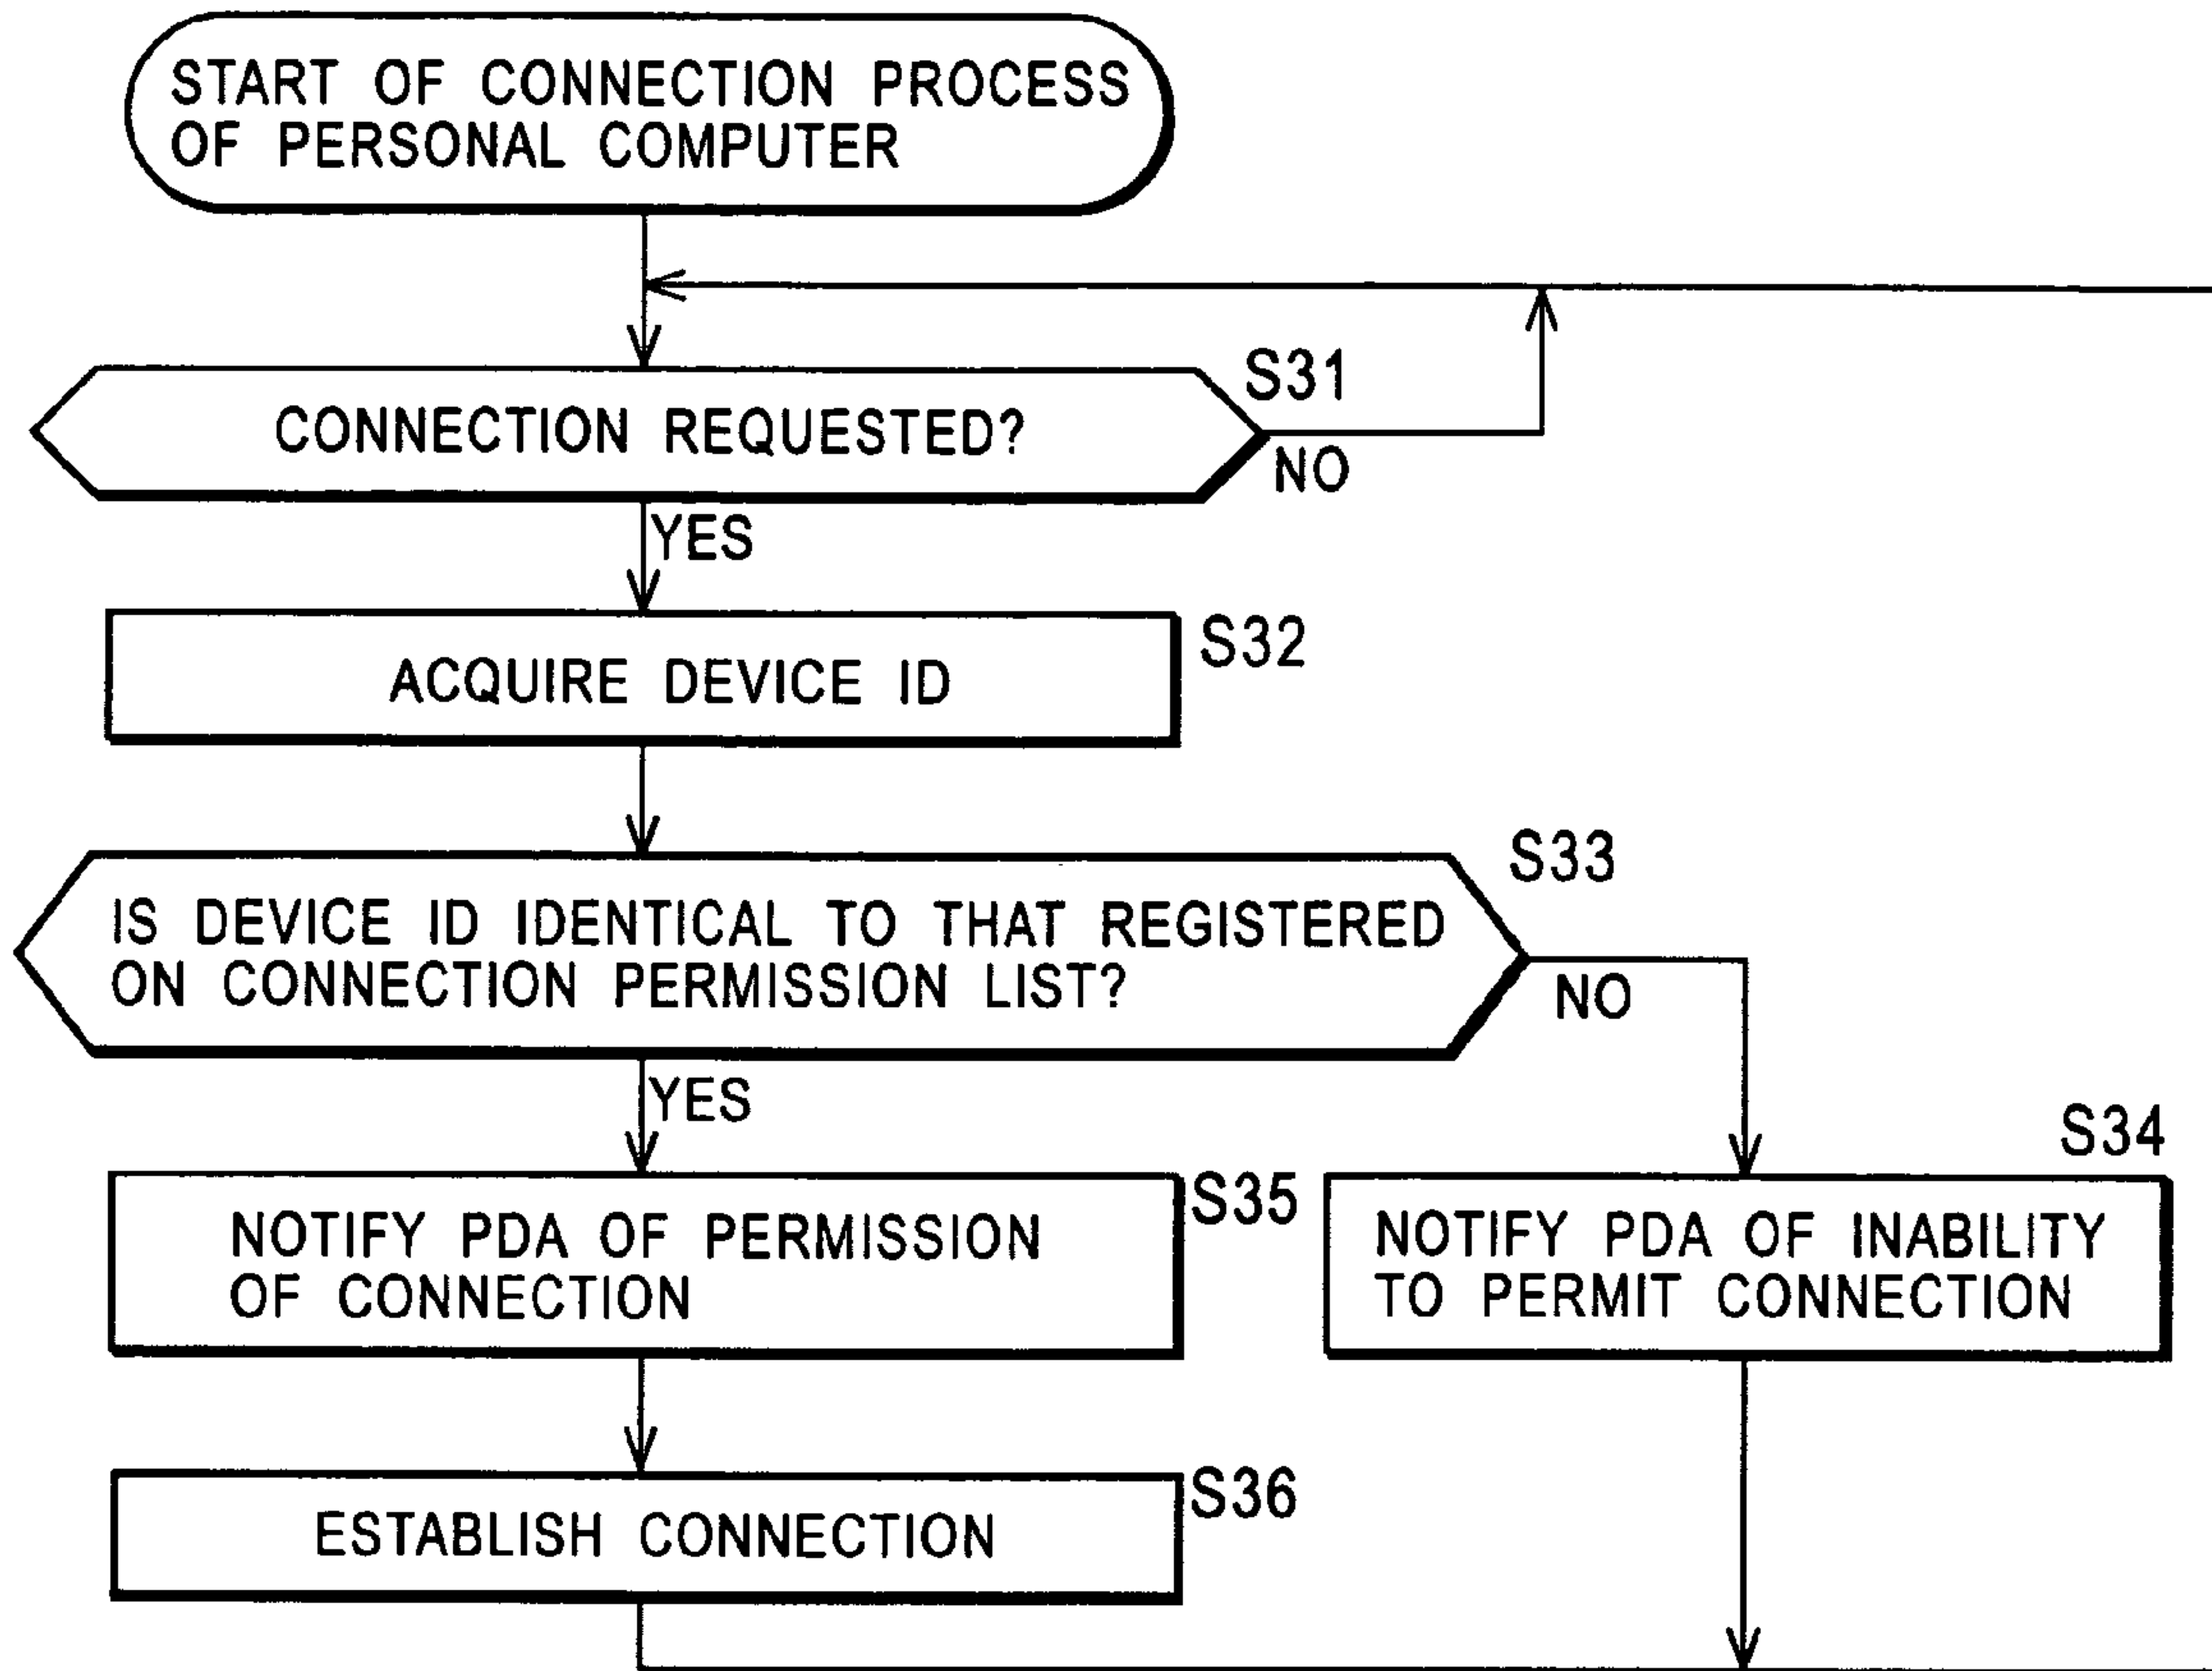 START OF CONNECTION PROCESS
OF PERSONAL COMPUTER
S31
CONNECTION REQUESTED?
NO
YES
S32
ACQUIRE DEVICE ID
S33
IS DEVICE ID IDENTICAL TO THAT REGISTERED
ON CONNECTION PERMISSION LIST?
NO
YES
S34
S35
NOTIFY PDA OF PERMISSION
OF CONNECTION
NOTIFY PDA OF INABILITY
TO PERMIT CONNECTION
S36
ESTABLISH CONNECTION